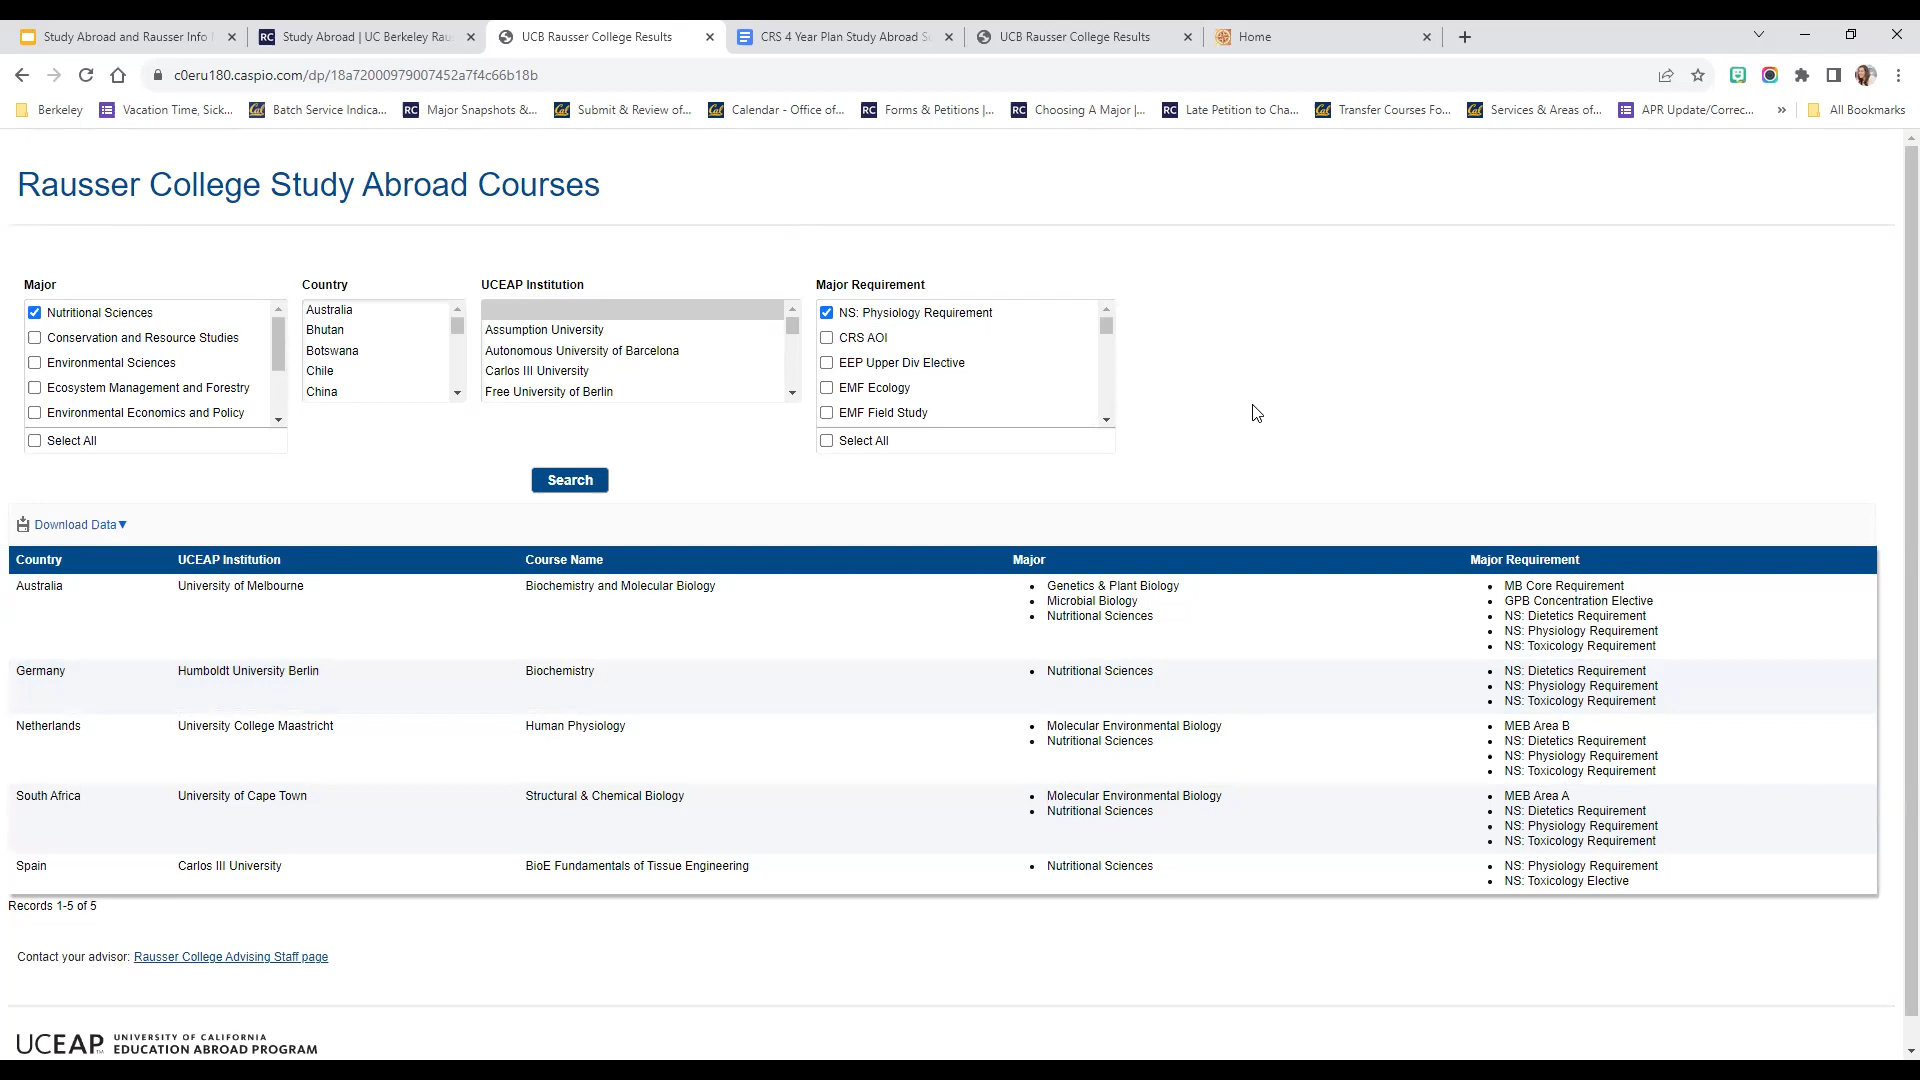 Study Abroad and Rausser Info
Study Abroad | UC Berkeley Rau
UCB Rausser College Results
CRS 4 Year Plan Study Abroad S
UCB Rausser College Results
Home
c0eru180.caspio.com/dp/18a72000979007452a7f4c66b18b
Berkeley
Vacation Time, Sick...
Batch Service Indica...
Major Snapshots &...
Submit & Review of...
Calendar - Office of...
Forms & Petitions |...
Choosing A Major |...
Late Petition to Cha...
Transfer Courses Fo...
Services & Areas of...
APR Update/Correc...
All Bookmarks
Rausser College Study Abroad Courses
Major
Nutritional Sciences
Conservation and Resource Studies
Environmental Sciences
Ecosystem Management and Forestry
Environmental Economics and Policy
Select All
Country
Australia
Bhutan
Botswana
Chile
China
UCEAP Institution
Assumption University
Autonomous University of Barcelona
Carlos III University
Free University of Berlin
Major Requirement
NS: Physiology Requirement
CRS AOI
EEP Upper Div Elective
EMF Ecology
EMF Field Study
Select All
Search
Download Data▼
Country UCEAP Institution Course Name Major Major Requirement
Australia University of Melbourne Biochemistry and Molecular Biology
• Genetics & Plant Biology
• Microbial Biology
• Nutritional Sciences
• MB Core Requirement
• GPB Concentration Elective
• NS: Dietetics Requirement
• NS: Physiology Requirement
• NS: Toxicology Requirement
Germany Humboldt University Berlin Biochemistry
• Nutritional Sciences
• NS: Dietetics Requirement
• NS: Physiology Requirement
• NS: Toxicology Requirement
Netherlands University College Maastricht Human Physiology
• Molecular Environmental Biology
• Nutritional Sciences
• MEB Area B
• NS: Dietetics Requirement
• NS: Physiology Requirement
• NS: Toxicology Requirement
South Africa University of Cape Town Structural & Chemical Biology
• Molecular Environmental Biology
• Nutritional Sciences
• MEB Area A
• NS: Dietetics Requirement
• NS: Physiology Requirement
• NS: Toxicology Requirement
Spain Carlos III University BioE Fundamentals of Tissue Engineering
• Nutritional Sciences
• NS: Physiology Requirement
• NS: Toxicology Elective
Records 1-5 of 5
Contact your advisor: Rausser College Advising Staff page
UCEAP UNIVERSITY OF CALIFORNIA
EDUCATION ABROAD PROGRAM